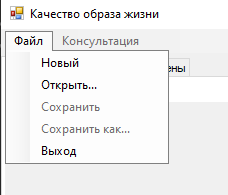 Качество образа жизни
Файл Консультация
Новый
Открыть...
Сохранить
Сохранить как...
Выход